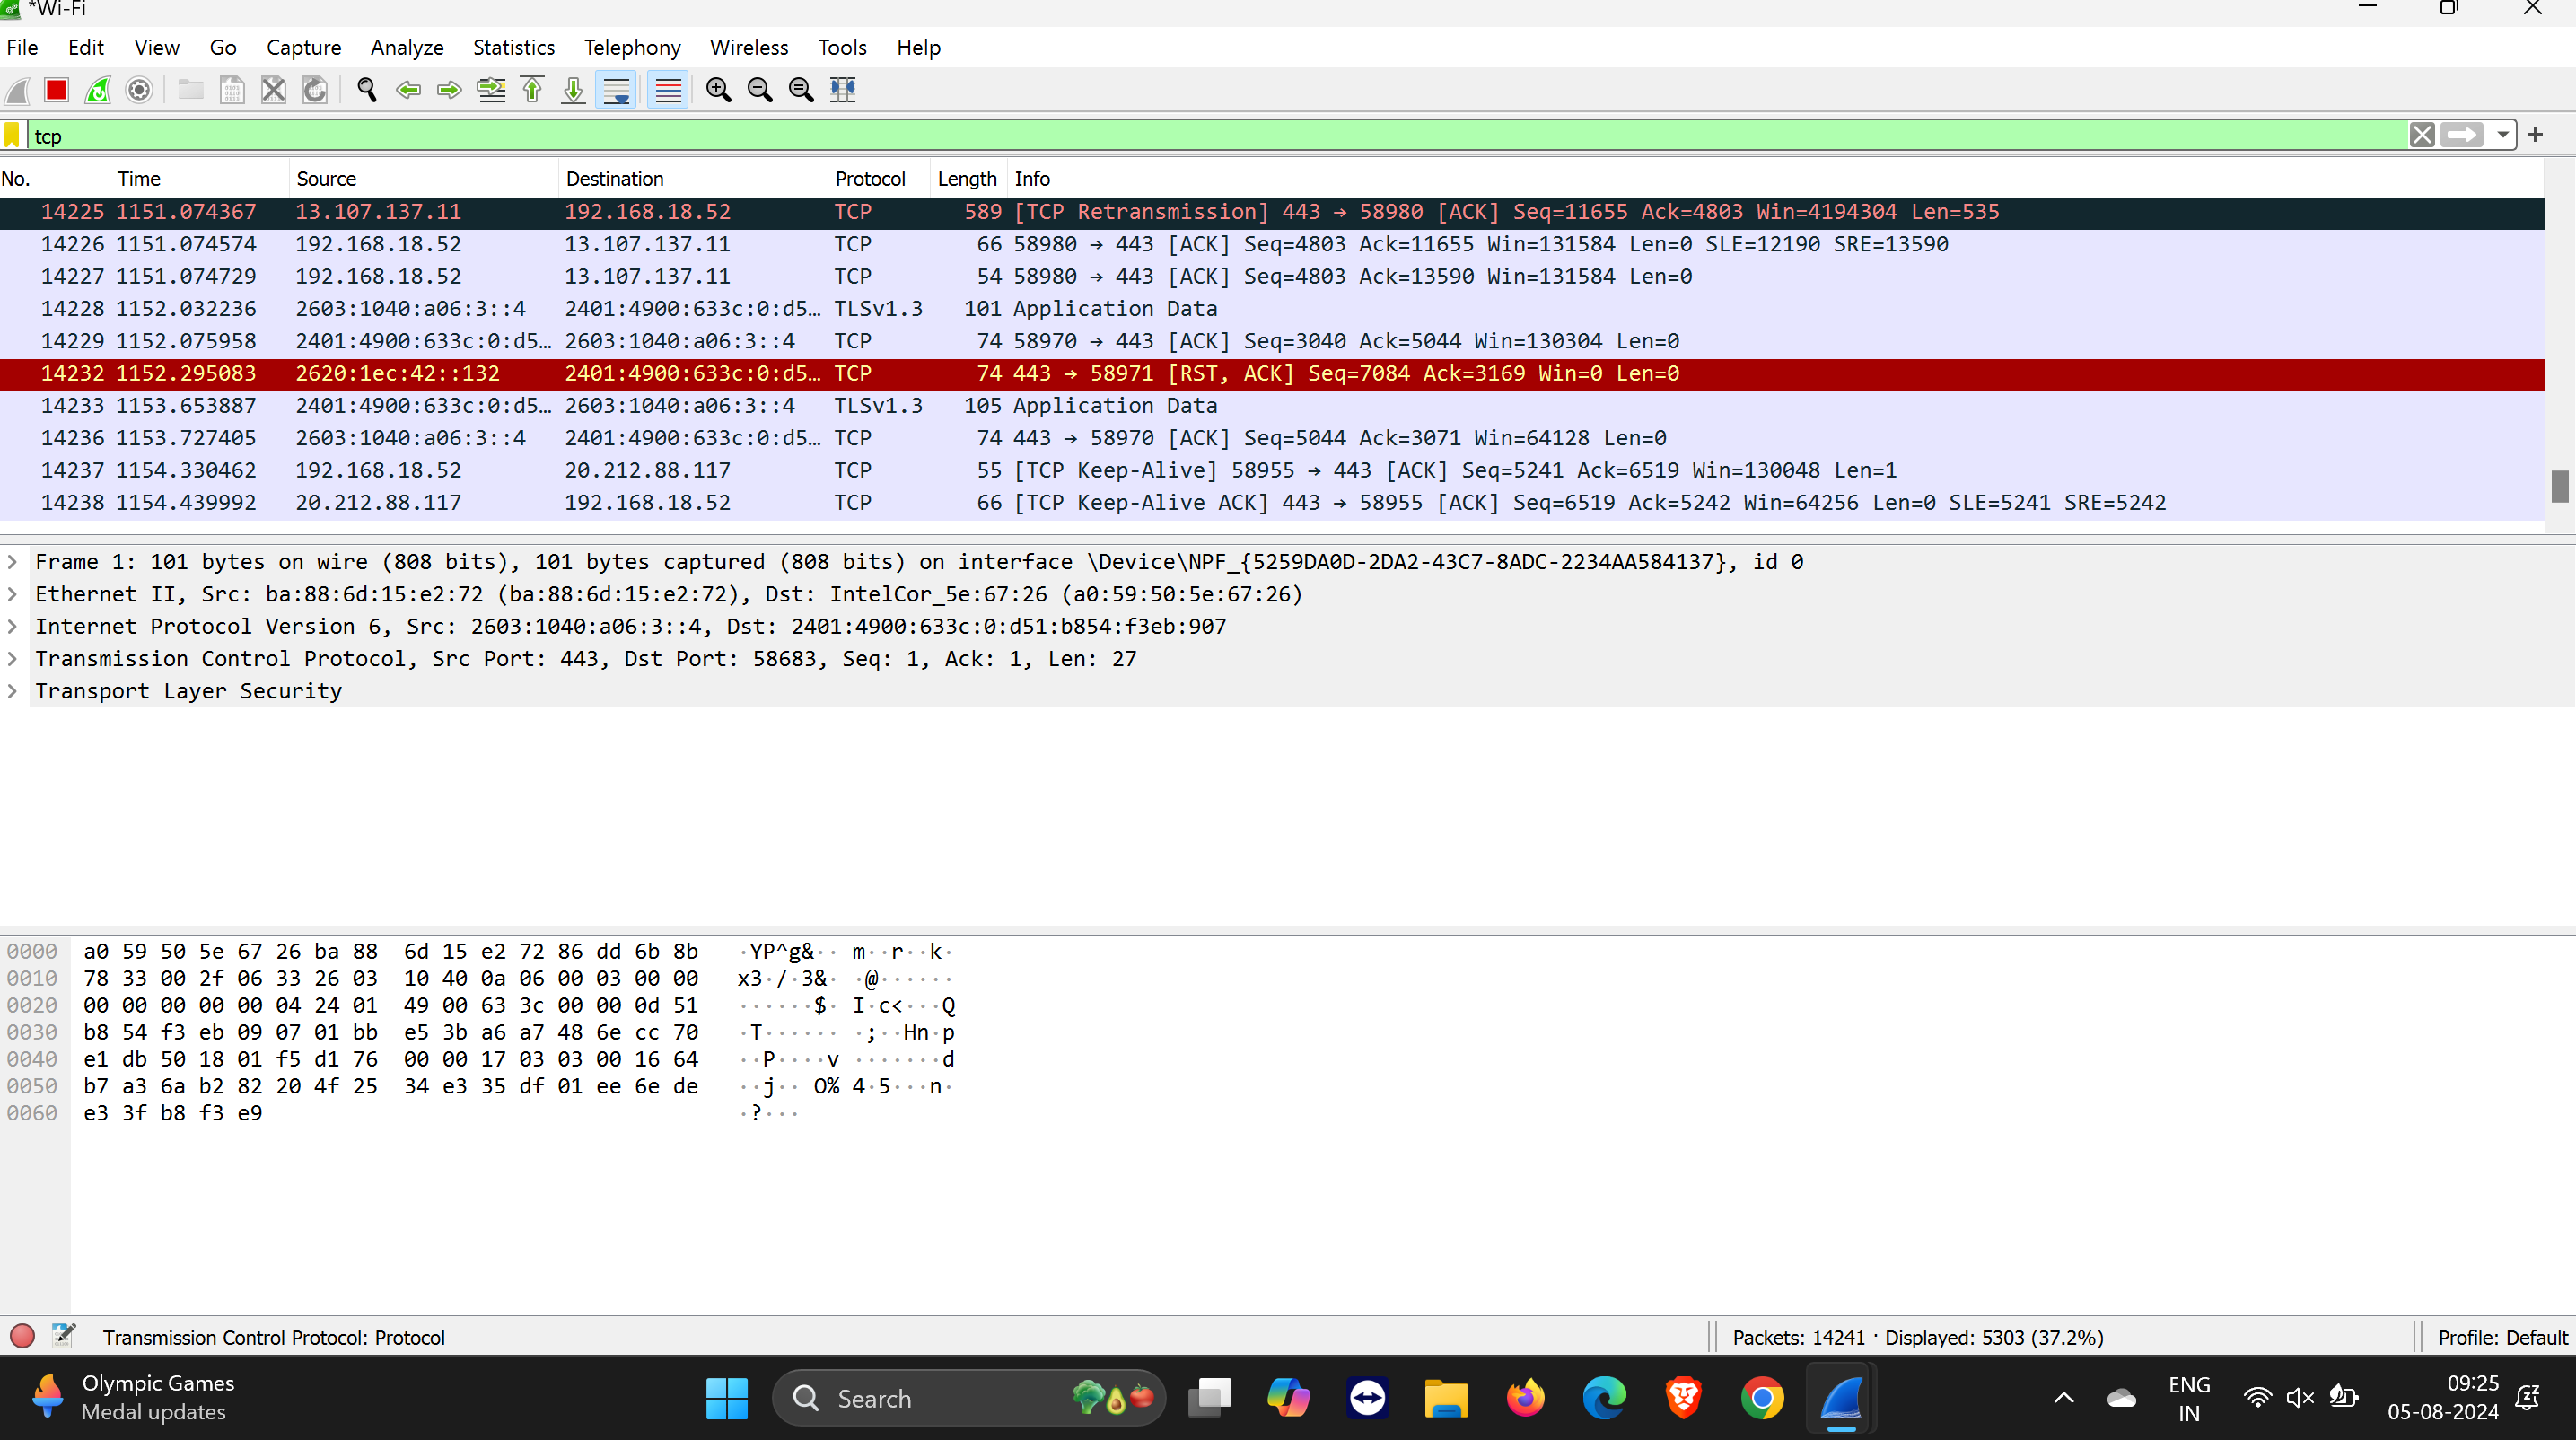 *Wi-Fi
File Edit View Go Capture Analyze Statistics Telephony Wireless Tools Help
tcp
No. Time Source Destination Protocol Length Info
14225 1151.074367 13.107.137.11 192.168.18.52 TCP 589 [TCP Retransmission] 443 → 58980 [ACK] Seq=11655 Ack=4803 Win=4194304 Len=535
14226 1151.074574 192.168.18.52 13.107.137.11 TCP 66 58980 → 443 [ACK] Seq=4803 Ack=11655 Win=131584 Len=0 SLE=12190 SRE=13590
14227 1151.074729 192.168.18.52 13.107.137.11 TCP 54 58980 → 443 [ACK] Seq=4803 Ack=13590 Win=131584 Len=0
14228 1152.032236 2603:1040:a06:3::4 2401:4900:633c:0:d5… TLSv1.3 101 Application Data
14229 1152.075958 2401:4900:633c:0:d5… 2603:1040:a06:3::4 TCP 74 58970 → 443 [ACK] Seq=3040 Ack=5044 Win=130304 Len=0
14232 1152.295083 2620:1ec:42::132 2401:4900:633c:0:d5… TCP 74 443 → 58971 [RST, ACK] Seq=7084 Ack=3169 Win=0 Len=0
14233 1153.653887 2401:4900:633c:0:d5… 2603:1040:a06:3::4 TLSv1.3 105 Application Data
14236 1153.727405 2603:1040:a06:3::4 2401:4900:633c:0:d5… TCP 74 443 → 58970 [ACK] Seq=5044 Ack=3071 Win=64128 Len=0
14237 1154.330462 192.168.18.52 20.212.88.117 TCP 55 [TCP Keep-Alive] 58955 → 443 [ACK] Seq=5241 Ack=6519 Win=130048 Len=1
14238 1154.439992 20.212.88.117 192.168.18.52 TCP 66 [TCP Keep-Alive ACK] 443 → 58955 [ACK] Seq=6519 Ack=5242 Win=64256 Len=0 SLE=5241 SRE=5242
Frame 1: 101 bytes on wire (808 bits), 101 bytes captured (808 bits) on interface \Device\NPF_{5259DA0D-2DA2-43C7-8ADC-2234AA584137}, id 0
Ethernet II, Src: ba:88:6d:15:e2:72 (ba:88:6d:15:e2:72), Dst: IntelCor_5e:67:26 (a0:59:50:5e:67:26)
Internet Protocol Version 6, Src: 2603:1040:a06:3::4, Dst: 2401:4900:633c:0:d51:b854:f3eb:907
Transmission Control Protocol, Src Port: 443, Dst Port: 58683, Seq: 1, Ack: 1, Len: 27
Transport Layer Security
0000 a0 59 50 5e 67 26 ba 88 6d 15 e2 72 86 dd 6b 8b ·YP^g&·· m··r··k·
0010 78 33 00 2f 06 33 26 03 10 40 0a 06 00 03 00 00 x3·/·3&· ·@······
0020 00 00 00 00 00 04 24 01 49 00 63 3c 00 00 0d 51 ······$· I·c<···Q
0030 b8 54 f3 eb 09 07 01 bb e5 3b a6 a7 48 6e cc 70 ·T······ ·;··Hn·p
0040 e1 db 50 18 01 f5 d1 76 00 00 17 03 03 00 16 64 ··P····v ·······d
0050 b7 a3 6a b2 82 20 4f 25 34 e3 35 df 01 ee 6e de ··j·· O% 4·5···n·
0060 e3 3f b8 f3 e9 ·?···
Transmission Control Protocol: Protocol Packets: 14241 · Displayed: 5303 (37.2%) Profile: Default
Olympic Games
Medal updates
Search
ENG
IN
09:25
05-08-2024